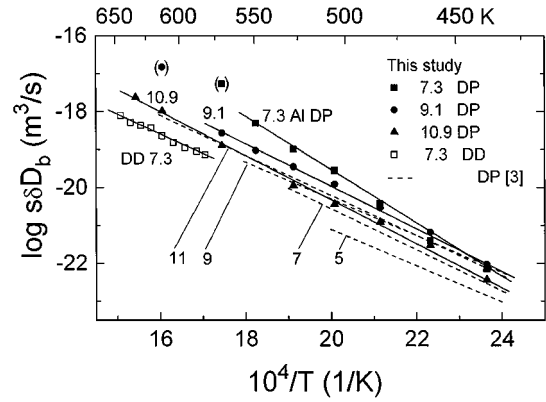 650 600 570 530 500 450 K
-16
-18
-20
-22
log sδD_b (m³/s)
This study
7.3 DP
9.1 DP
10.9 DP
7.3 DD
DP [3]
( ) ( )
10.9
9.1
7.3 Al DP
DD 7.3
11 9 7 5
16 18 20 22 24
10⁴/T (1/K)